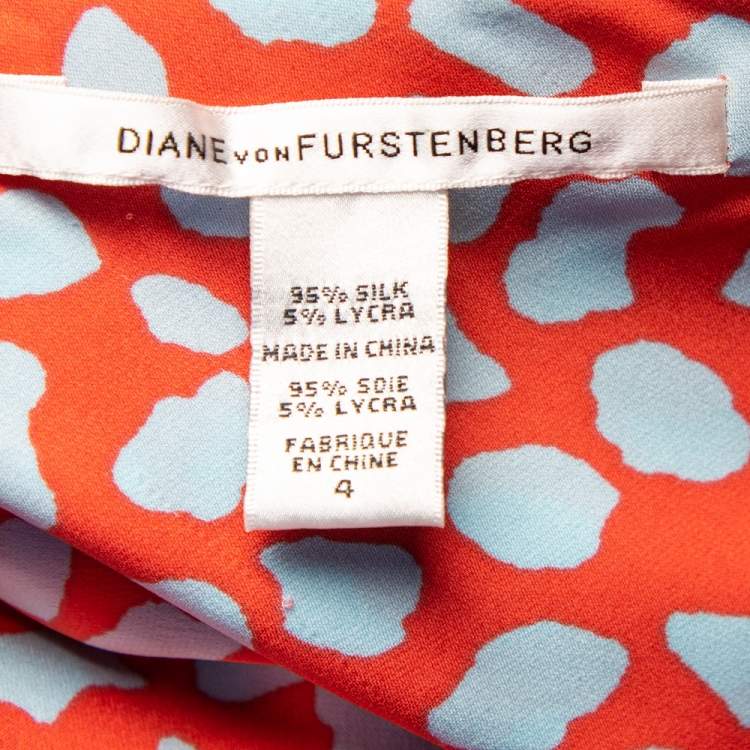 DIANE VON FURSTENBERG
95% SILK
5% LYCRA
MADE IN CHINA
95% SOIE
5% LYCRA
FABRIQUE
EN CHINE
4